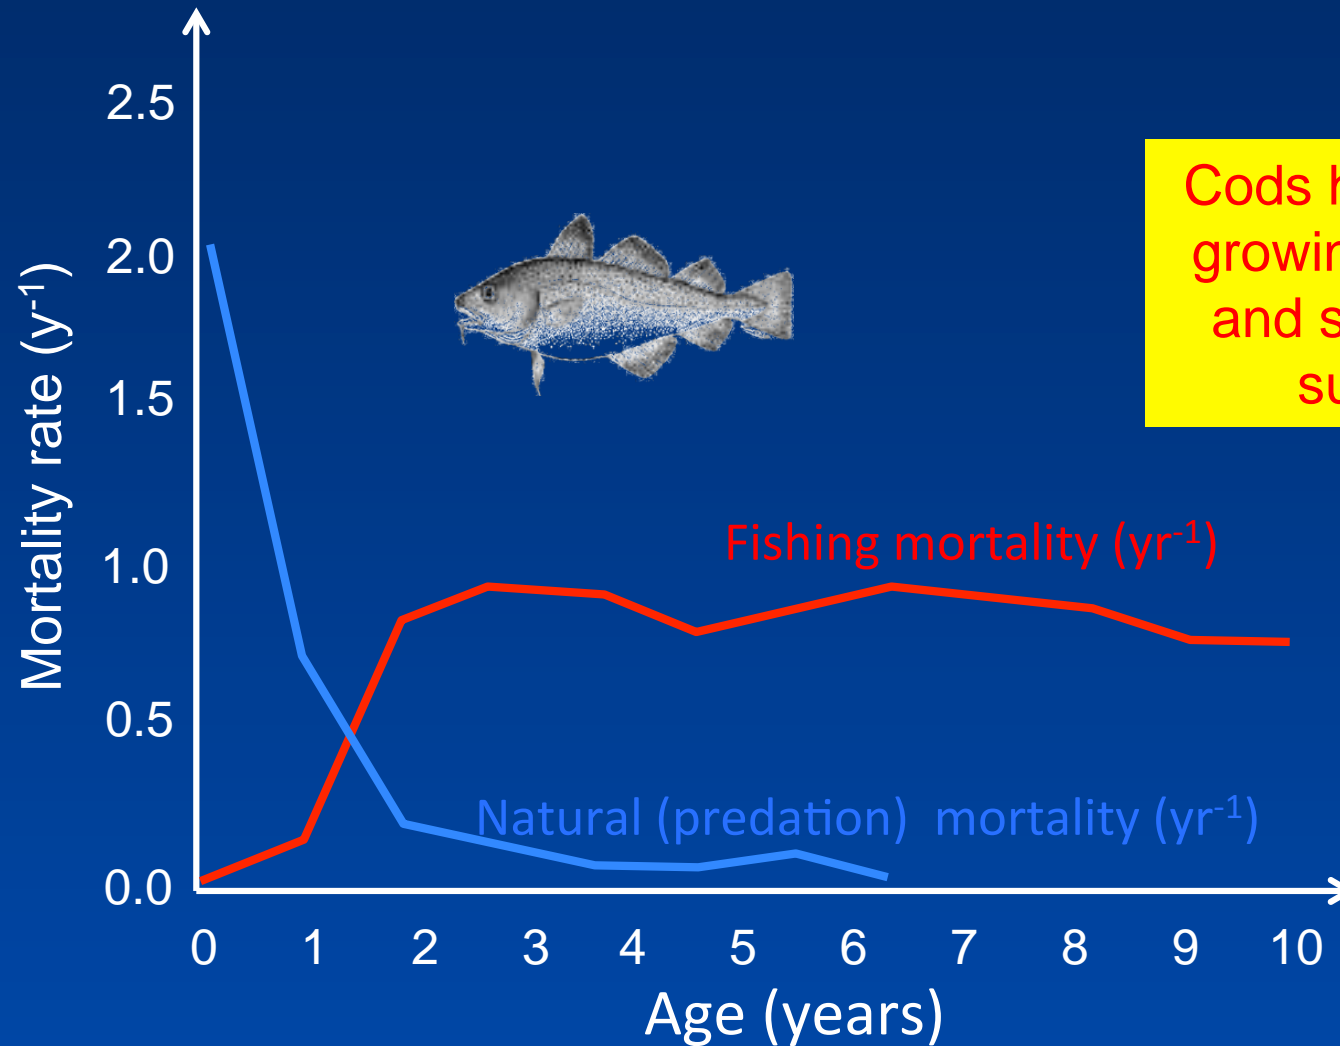 2.5
2.0
1.5
1.0
0.5
0.0
Mortality rate (y-1)
Cods
growin
and s
su
Fishing mortality (yr-1)
Natural (predation) mortality (yr-1)
0 1 2 3 4 5 6 7 8 9 10
Age (years)